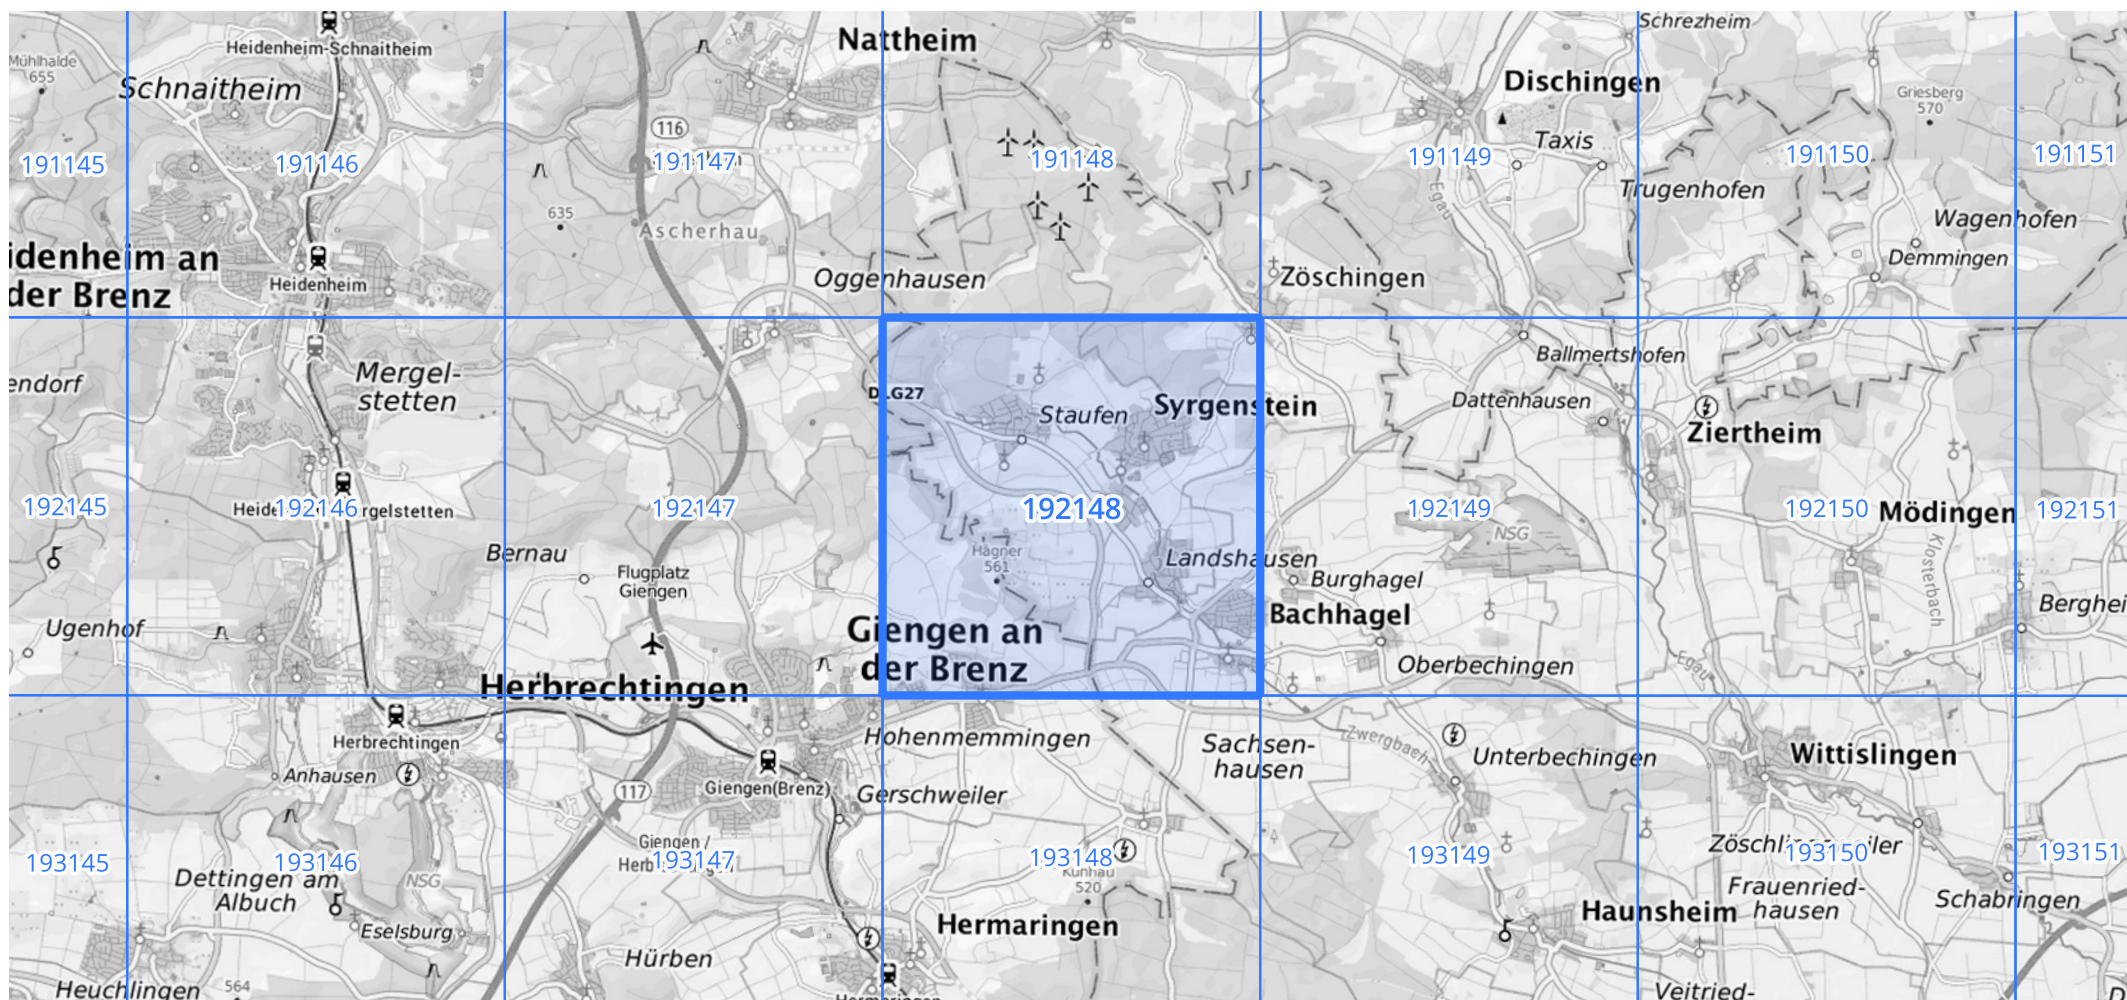 Heidenheim-Schnaitheim
Mühlhalde
655
Schnaitheim
Nattheim
Dischingen
Schrezheim
Griesberg
570
116
Taxis
191145
191146
191147
191148
191149
191150
191151
635
Ascherhau
Egau
Trugenhofen
Wagenhofen
Demmingen
idenheim an
der Brenz
Heidenheim
Oggenhausen
Zöschingen
Ballmertshofen
endorf
Mergel-
stetten
DLG27
Staufen
Syrgenstein
Dattenhausen
Ziertheim
192145
192146
192147
192148
192149
192150
192151
Mödingen
NSG
Bernau
Flugplatz
Giengen
Hagner
561
Landshausen
Burghagel
Bachhagel
Klosterbach
Berghei
Ugenhof
Giengen an
der Brenz
Oberbechingen
Egau
Herbrechtingen
Herbrechtingen
Hohenmemmingen
Sachsen-
hausen
Zwergbach
Unterbechingen
Wittislingen
Anhausen
117
Giengen(Brenz)
Gerschweiler
Giengen /
193145
193146
193147
193148
193149
193150
193151
Kunhau
520
Dettingen am
Albuch
NSG
Eselsburg
Frauenried-
hausen
Schabringen
Haunsheim
Hermaringen
Hürben
Heuchlingen
564
Hermaringen
Veitried-